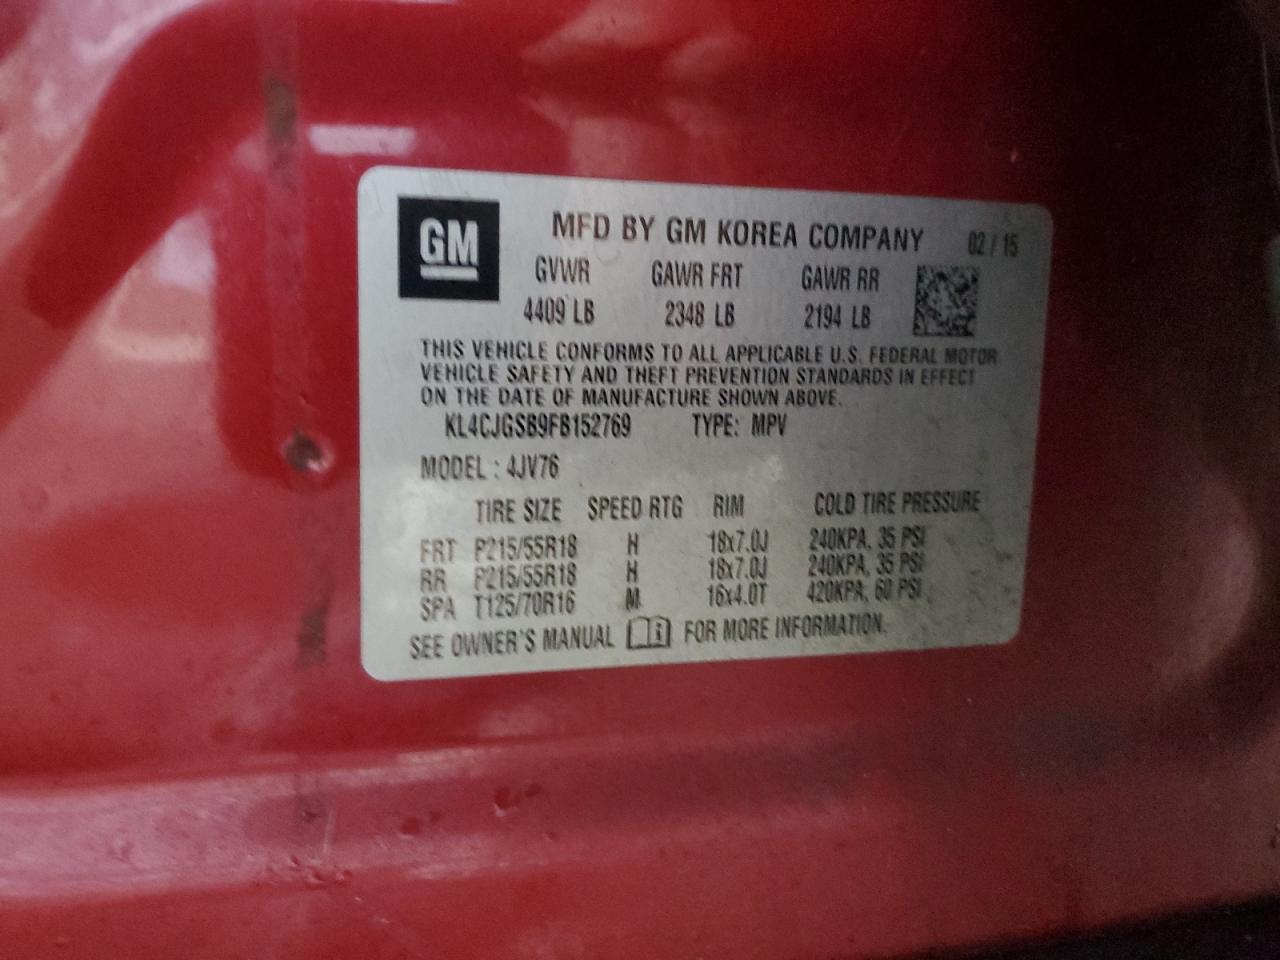 GM MFD BY GM KOREA COMPANY 02 / 15
GVWR GAWR FRT GAWR RR
4409 LB 2348 LB 2194 LB
THIS VEHICLE CONFORMS TO ALL APPLICABLE U.S. FEDERAL MOTOR
VEHICLE SAFETY AND THEFT PREVENTION STANDARDS IN EFFECT
ON THE DATE OF MANUFACTURE SHOWN ABOVE.
KL4CJGSB9FB152769 TYPE: MPV
MODEL : 4JV76
TIRE SIZE SPEED RTG RIM COLD TIRE PRESSURE
FRT P215/55R18 H 18x7.0J 240KPA, 35 PSI
RR P215/55R18 H 18x7.0J 240KPA, 35 PSI
SPA T125/70R16 M 16x4.0T 420KPA, 60 PSI
SEE OWNER'S MANUAL FOR MORE INFORMATION.